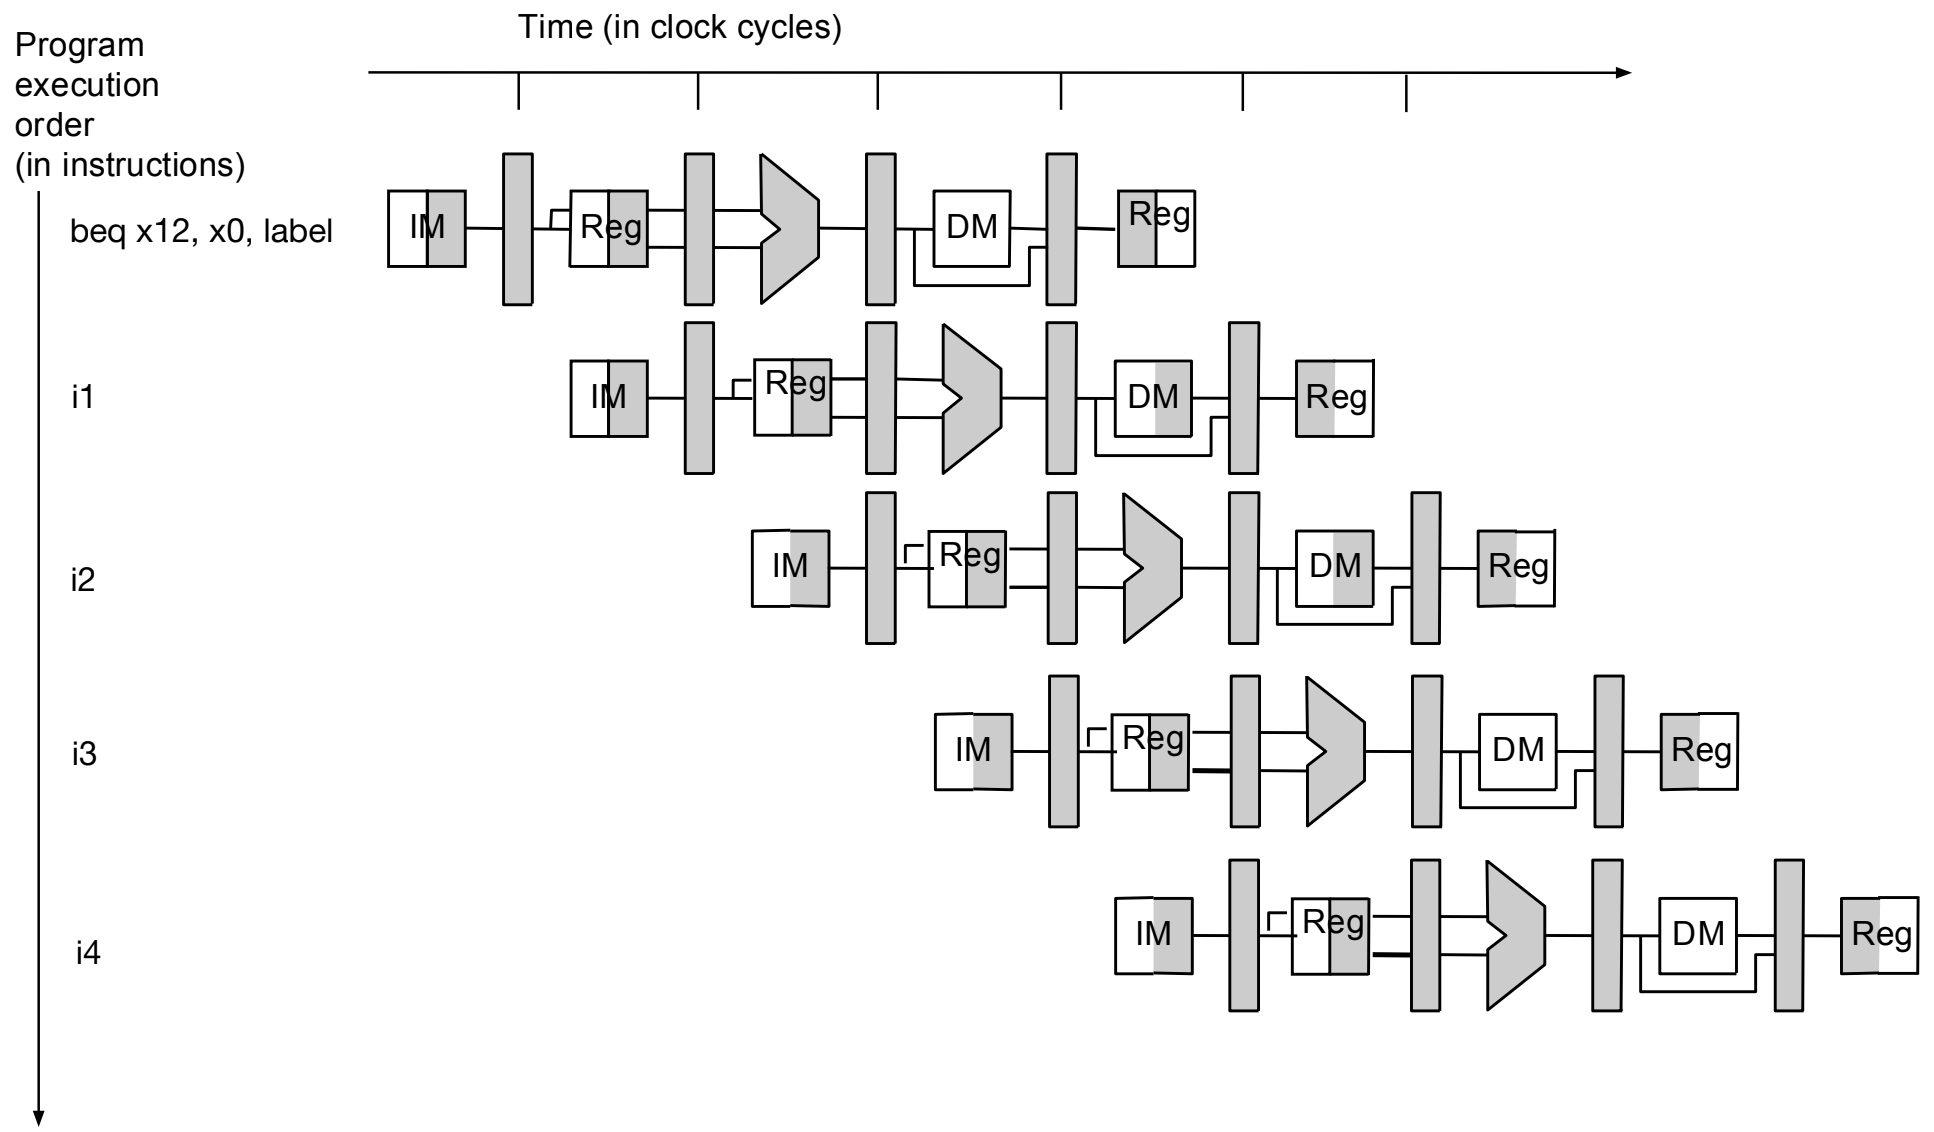 Time (in clock cycles)
Program
execution
order
(in instructions)
beq x12, x0, label
IM
Reg
DM
Reg
i1
IM
Reg
DM
Reg
i2
IM
Reg
DM
Reg
i3
IM
Reg
DM
Reg
i4
IM
Reg
DM
Reg